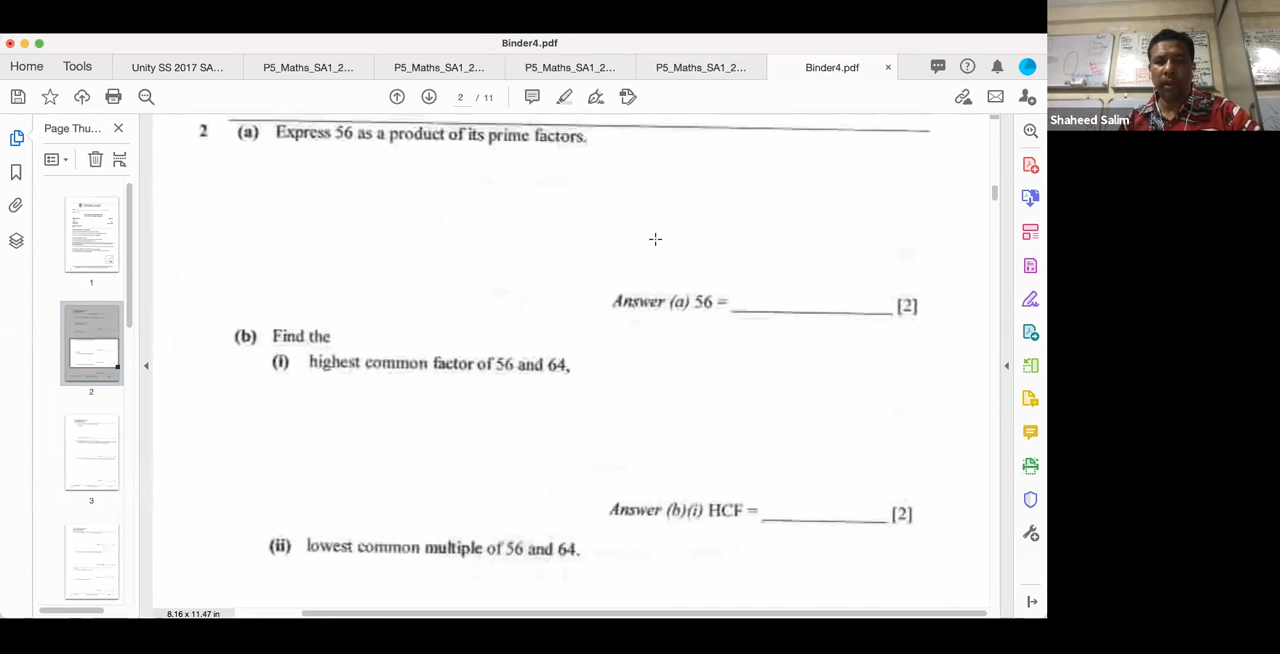 Binder4.pdf
Home
Tools
Unity SS 2017 SA...
P5_Maths_SA1_2...
P5_Maths_SA1_2...
P5_Maths_SA1_2...
P5_Maths_SA1_2...
Binder4.pdf
×
2 / 11
Page Thu...
1
2
3
2 (a) Express 56 as a product of its prime factors.
Answer (a) 56 = [2]
(b) Find the
(i) highest common factor of 56 and 64,
Answer (b)(i) HCF = [2]
(ii) lowest common multiple of 56 and 64.
8.16 x 11.47 in
Shaheed Salim